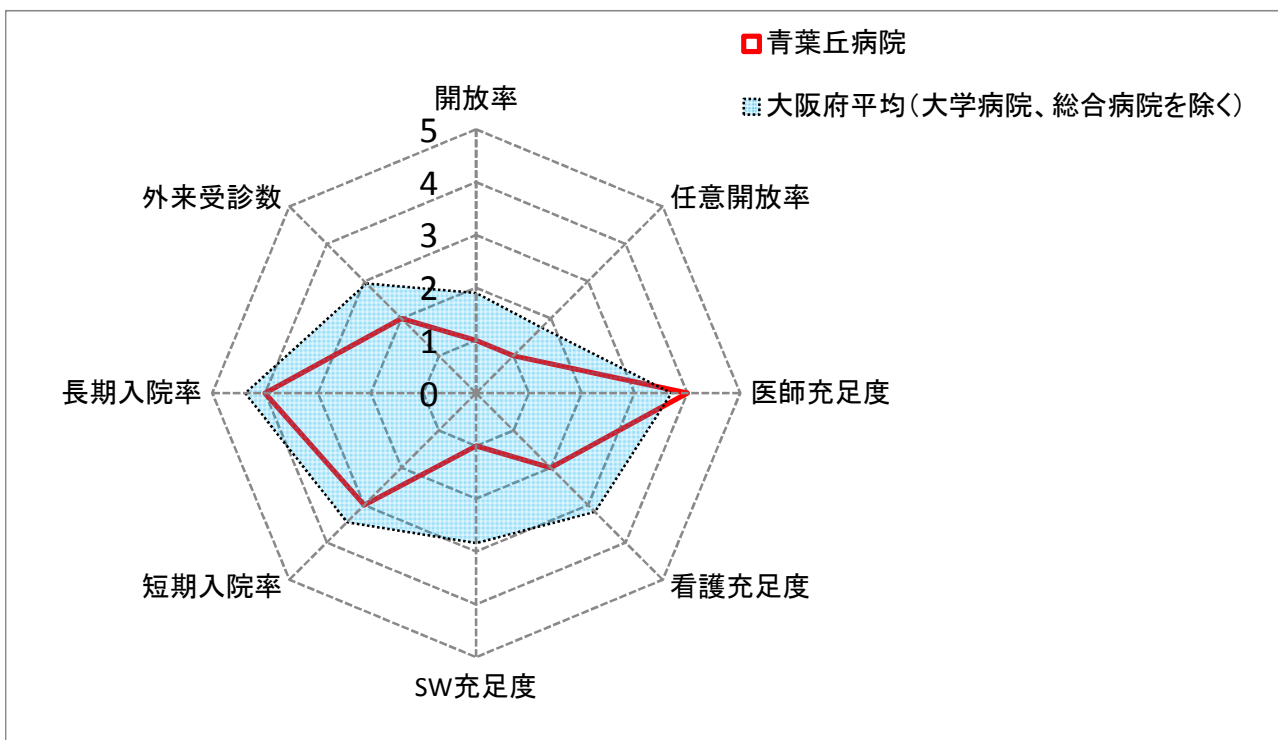 青葉丘病院
大阪府平均(大学病院、総合病院を除く)
開放率
5
4
3
2
1
0
任意開放率
医師充足度
看護充足度
SW充足度
短期入院率
長期入院率
外来受診数